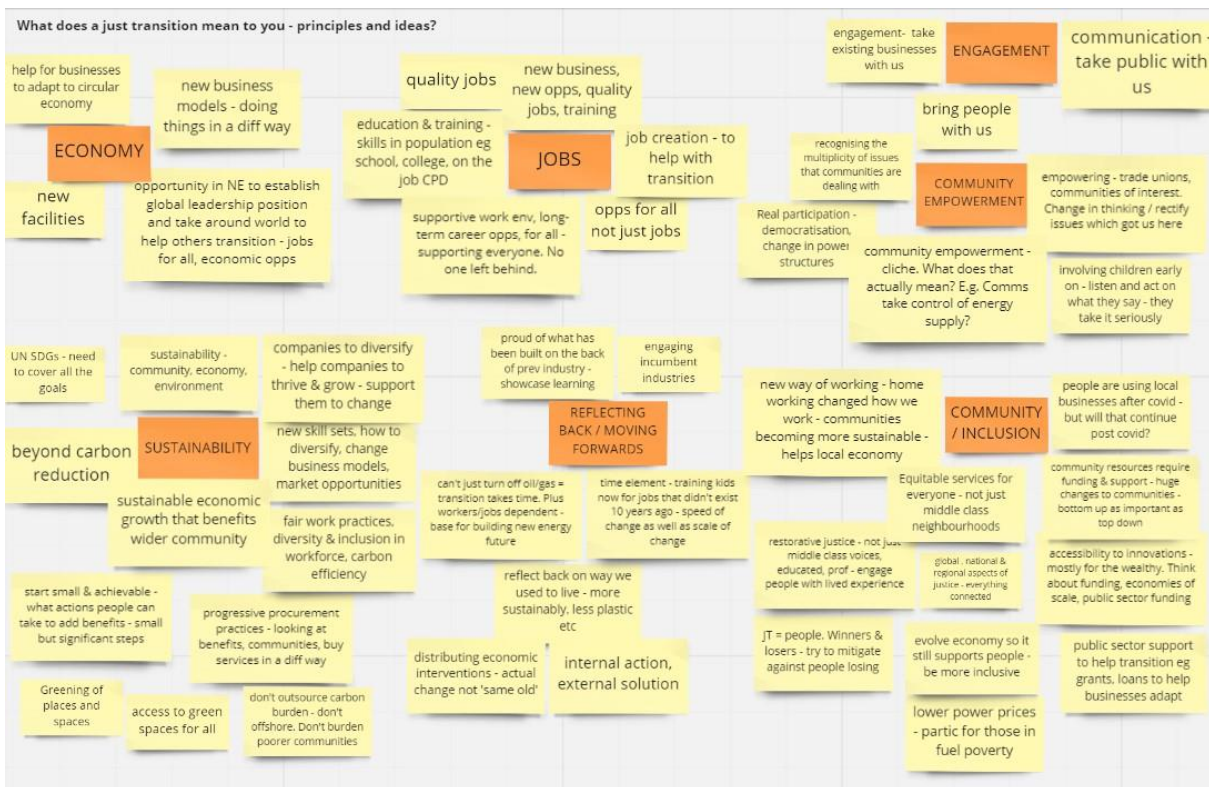 What does a just transition mean to you - principles and ideas?
help for businesses
to adapt to circular
economy
new business
models - doing
things in a diff way
ECONOMY
new
facilities
opportunity in NE to establish
global leadership position
and take around world to
help others transition - jobs
for all, economic opps
quality jobs
new business,
new opps, quality
jobs, training
education & training -
skills in population eg
school, college, on the
job CPD
JOBS
job creation - to
help with
transition
supportive work env, long-
term career opps, for all -
supporting everyone. No
one left behind.
opps for all
not just jobs
engagement- take
existing businesses
with us
ENGAGEMENT
communication -
take public with
us
bring people
with us
recognising the
multiplicity of issues
that communities are
dealing with
COMMUNITY
EMPOWERMENT
empowering - trade unions,
communities of interest.
Change in thinking / rectify
issues which got us here
Real participation -
democratisation,
change in power
structures
community empowerment -
cliche. What does that
actually mean? E.g. Comms
take control of energy
supply?
involving children early
on - listen and act on
what they say - they
take it seriously
UN SDGs - need
to cover all the
goals
sustainability -
community, economy,
environment
companies to diversify
- help companies to
thrive & grow - support
them to change
beyond carbon
reduction
SUSTAINABILITY
new skill sets, how to
diversify, change
business models,
market opportunities
sustainable economic
growth that benefits
wider community
fair work practices,
diversity & inclusion in
workforce, carbon
efficiency
start small & achievable -
what actions people can
take to add benefits - small
but significant steps
progressive procurement
practices - looking at
benefits, communities, buy
services in a diff way
Greening of
places and
spaces
access to green
spaces for all
don't outsource carbon
burden - don't
offshore. Don't burden
poorer communities
proud of what has
been built on the back
of prev industry -
showcase learning
engaging
incumbent
industries
REFLECTING
BACK / MOVING
FORWARDS
can't just turn off oil/gas =
transition takes time. Plus
workers/jobs dependent -
base for building new energy
future
time element - training kids
now for jobs that didn't exist
10 years ago - speed of
change as well as scale of
change
reflect back on way we
used to live - more
sustainably, less plastic
etc
distributing economic
interventions - actual
change not 'same old'
internal action,
external solution
new way of working - home
working changed how we
work - communities
becoming more sustainable -
helps local economy
COMMUNITY
/ INCLUSION
people are using local
businesses after covid -
but will that continue
post covid?
Equitable services for
everyone - not just
middle class
neighbourhoods
community resources require
funding & support - huge
changes to communities -
bottom up as important as
top down
restorative justice - not just
middle class voices,
educated, prof - engage
people with lived experience
global , national &
regional aspects of
justice - everything
connected
accessibility to innovations -
mostly for the wealthy. Think
about funding, economies of
scale, public sector funding
JT = people. Winners &
losers - try to mitigate
against people losing
evolve economy so it
still supports people -
be more inclusive
public sector support
to help transition eg
grants, loans to help
businesses adapt
lower power prices
- partic for those in
fuel poverty